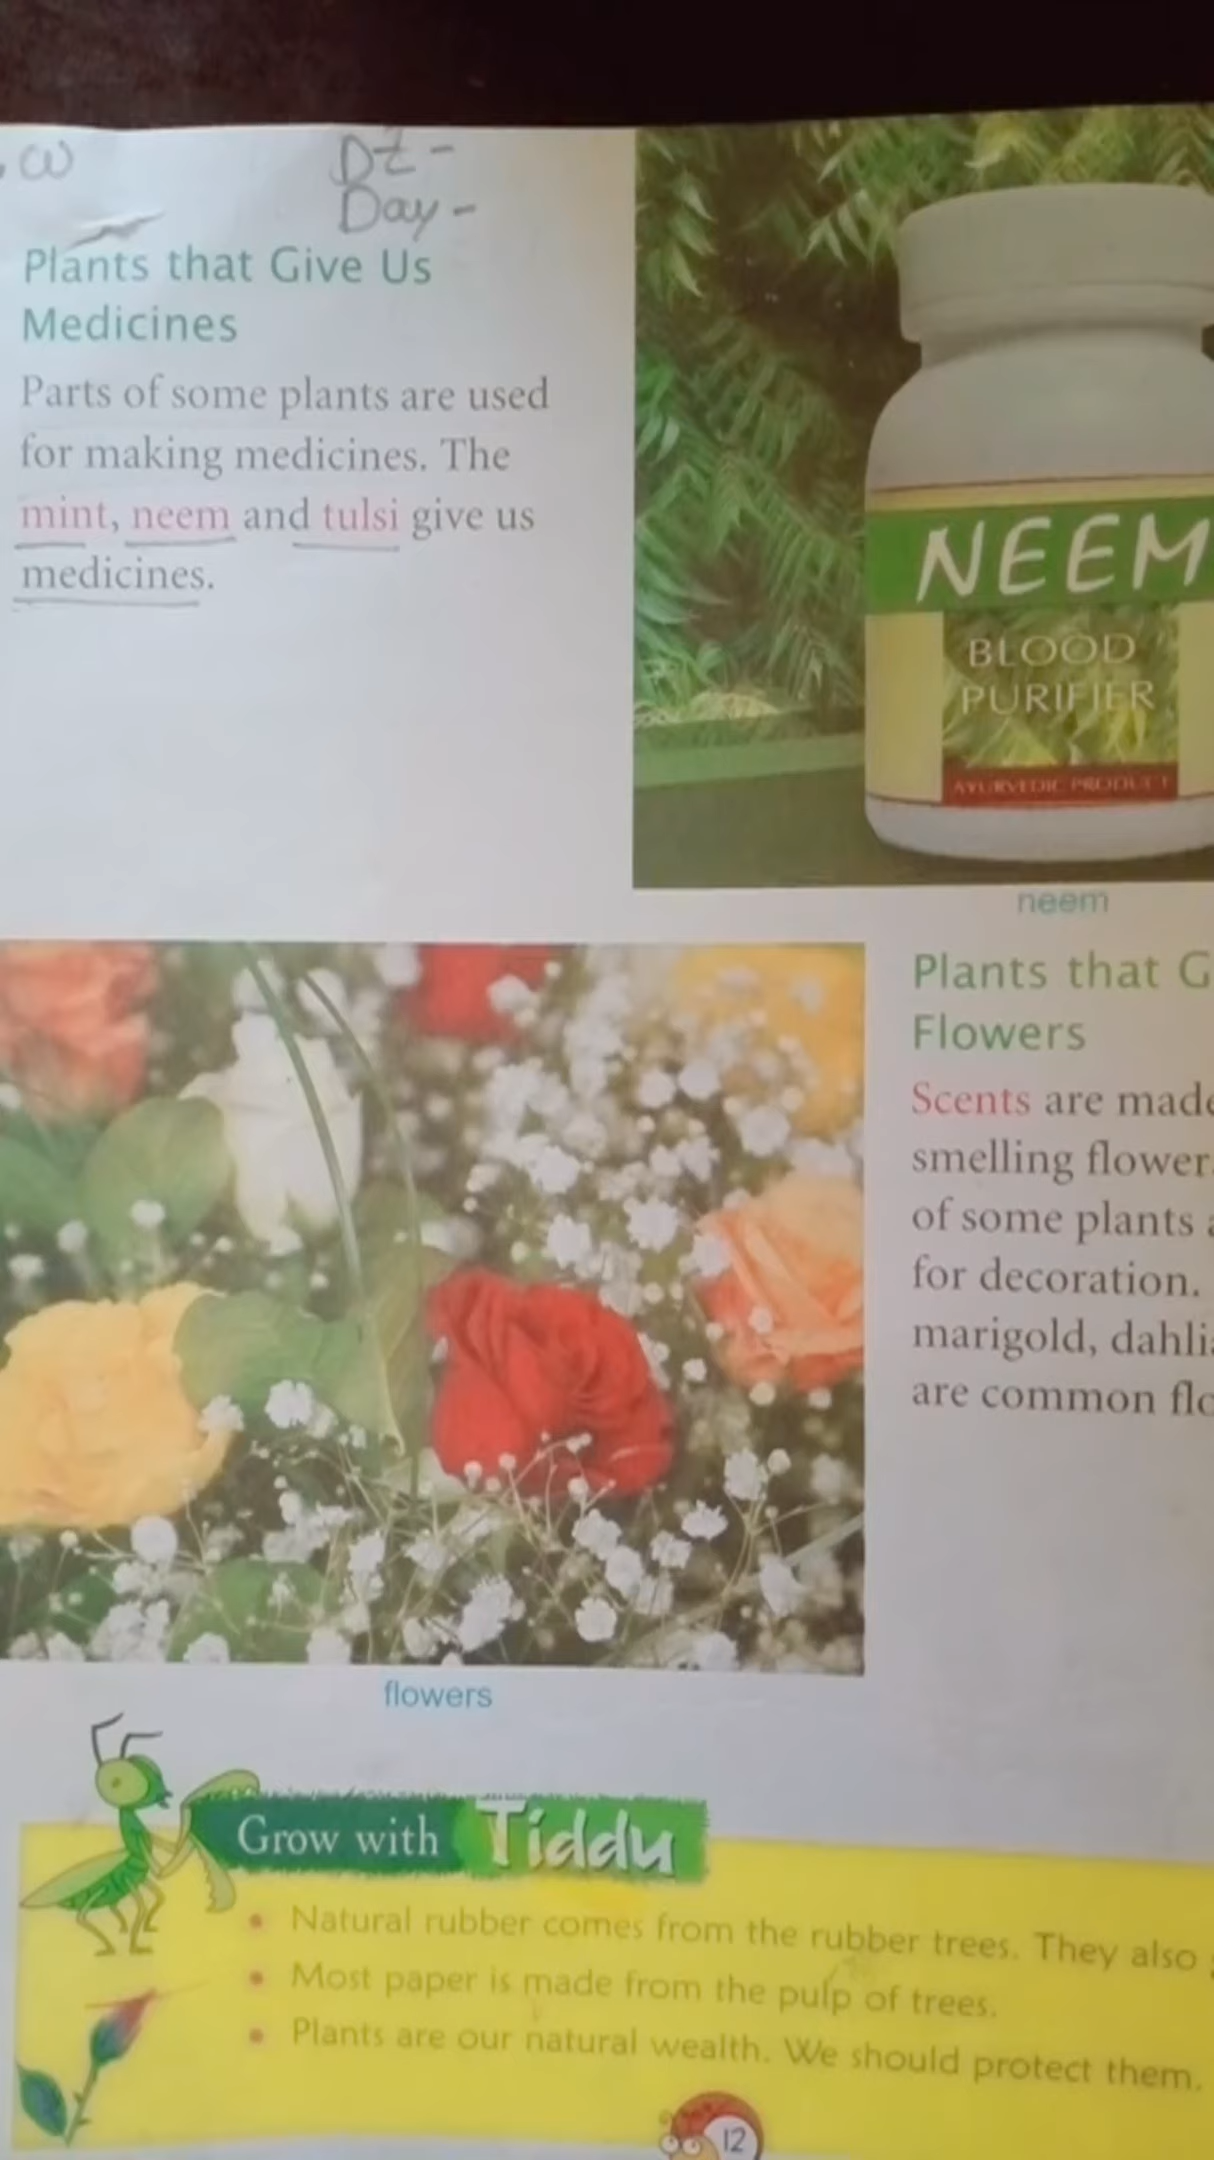 .W
Dt-
Day-
Plants that Give Us
Medicines
Parts of some plants are used
for making medicines. The
mint, neem and tulsi give us
medicines.
NEEM
BLOOD
PURIFIER
AYURVEDIC PRODUCT
neem
flowers
Plants that G
Flowers
Scents are made
smelling flower
of some plants
for decoration.
marigold, dahlia
are common flo
Grow with Tiddu
• Natural rubber comes from the rubber trees. They also
• Most paper is made from the pulp of trees.
• Plants are our natural wealth. We should protect them.
12